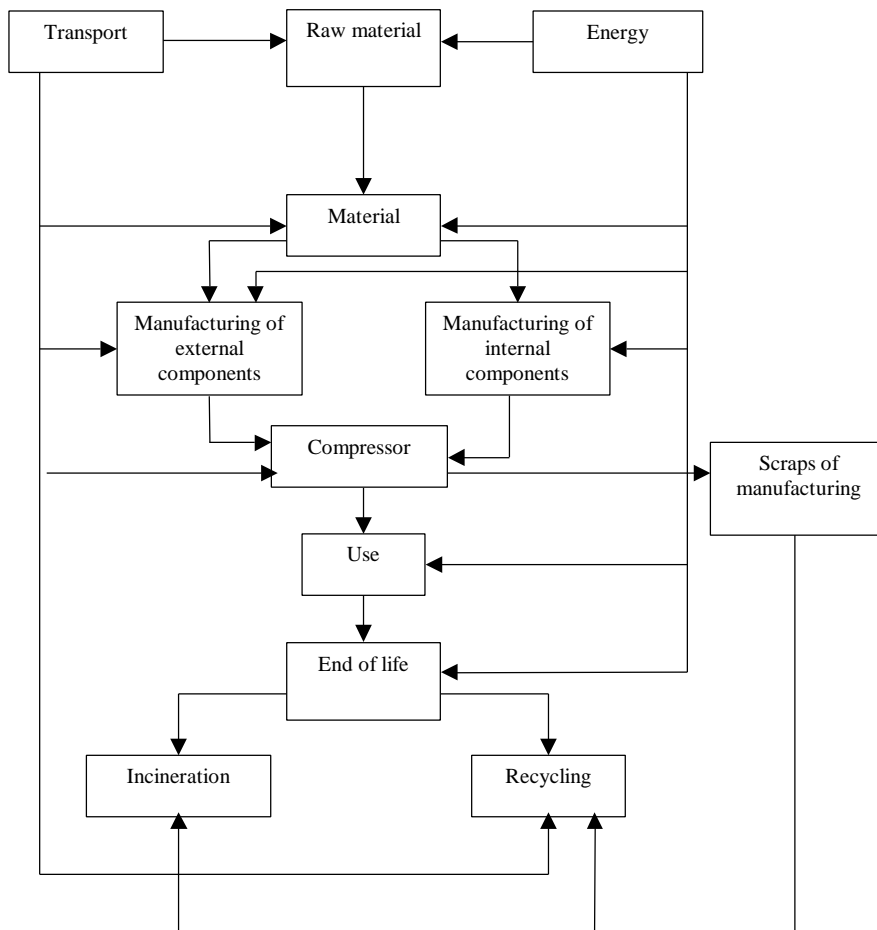 Transport
Raw material
Energy
Material
Manufacturing of
external
components
Manufacturing of
internal
components
Compressor
Scraps of
manufacturing
Use
End of life
Incineration
Recycling